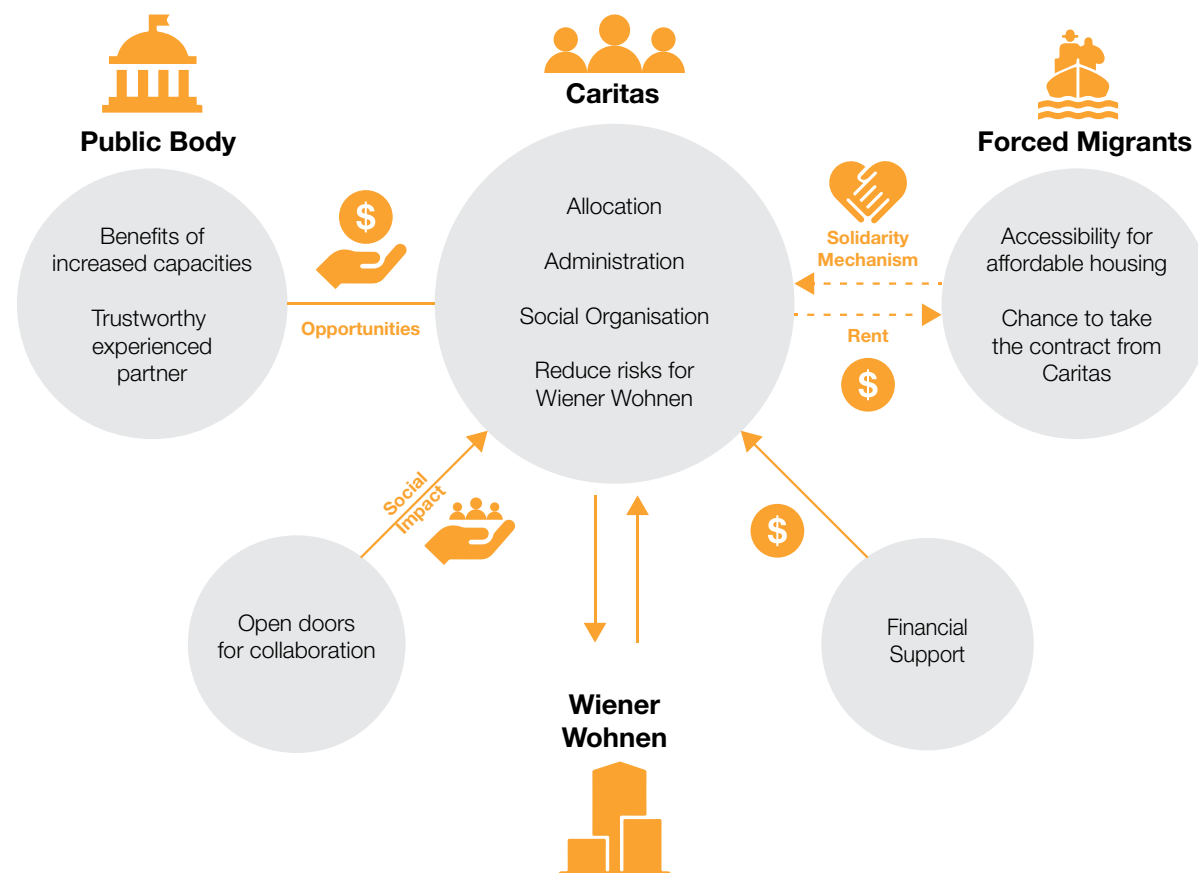 Public Body
Benefits of
increased capacities
Trustworthy
experienced
partner
$
Opportunities
Caritas
Allocation
Administration
Social Organisation
Reduce risks for
Wiener Wohnen
Solidarity
Mechanism
Rent
$
Forced Migrants
Accessibility for
affordable housing
Chance to take
the contract from
Caritas
Social
Impact
Open doors
for collaboration
$
Financial
Support
Wiener
Wohnen